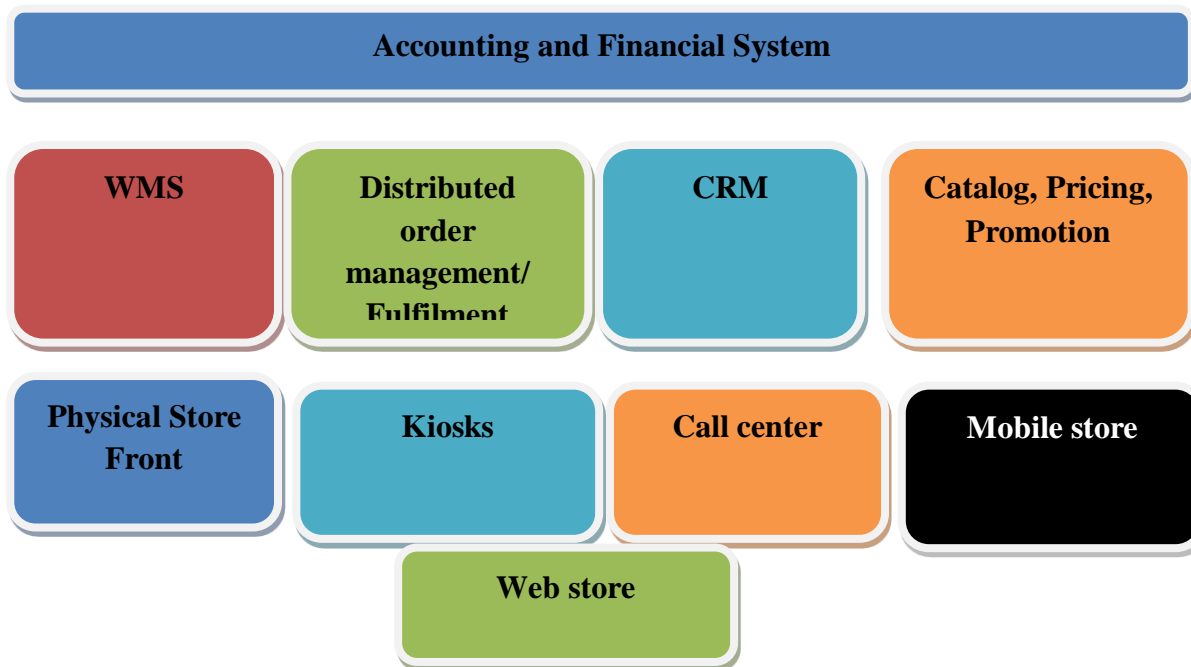 Accounting and Financial System
WMS
Distributed
order
management/
Fulfilment
CRM
Catalog, Pricing,
Promotion
Physical Store
Front
Kiosks
Call center
Mobile store
Web store